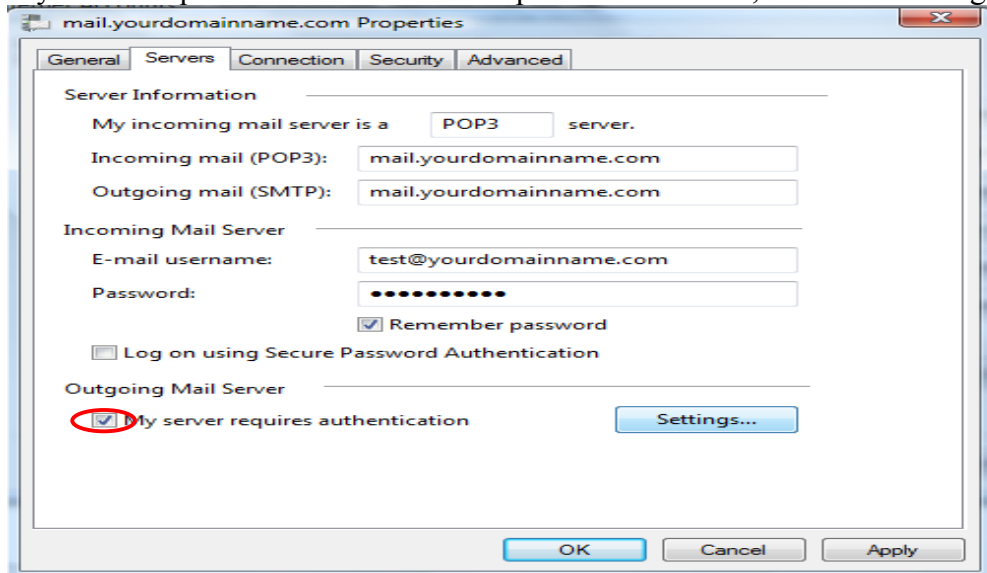 mail.yourdomainname.com Properties
General Servers Connection Security Advanced
Server Information
My incoming mail server is a POP3 server.
Incoming mail (POP3): mail.yourdomainname.com
Outgoing mail (SMTP): mail.yourdomainname.com
Incoming Mail Server
E-mail username: test@yourdomainname.com
Password: ●●●●●●●●●●
Remember password
Log on using Secure Password Authentication
Outgoing Mail Server
My server requires authentication Settings...
OK Cancel Apply